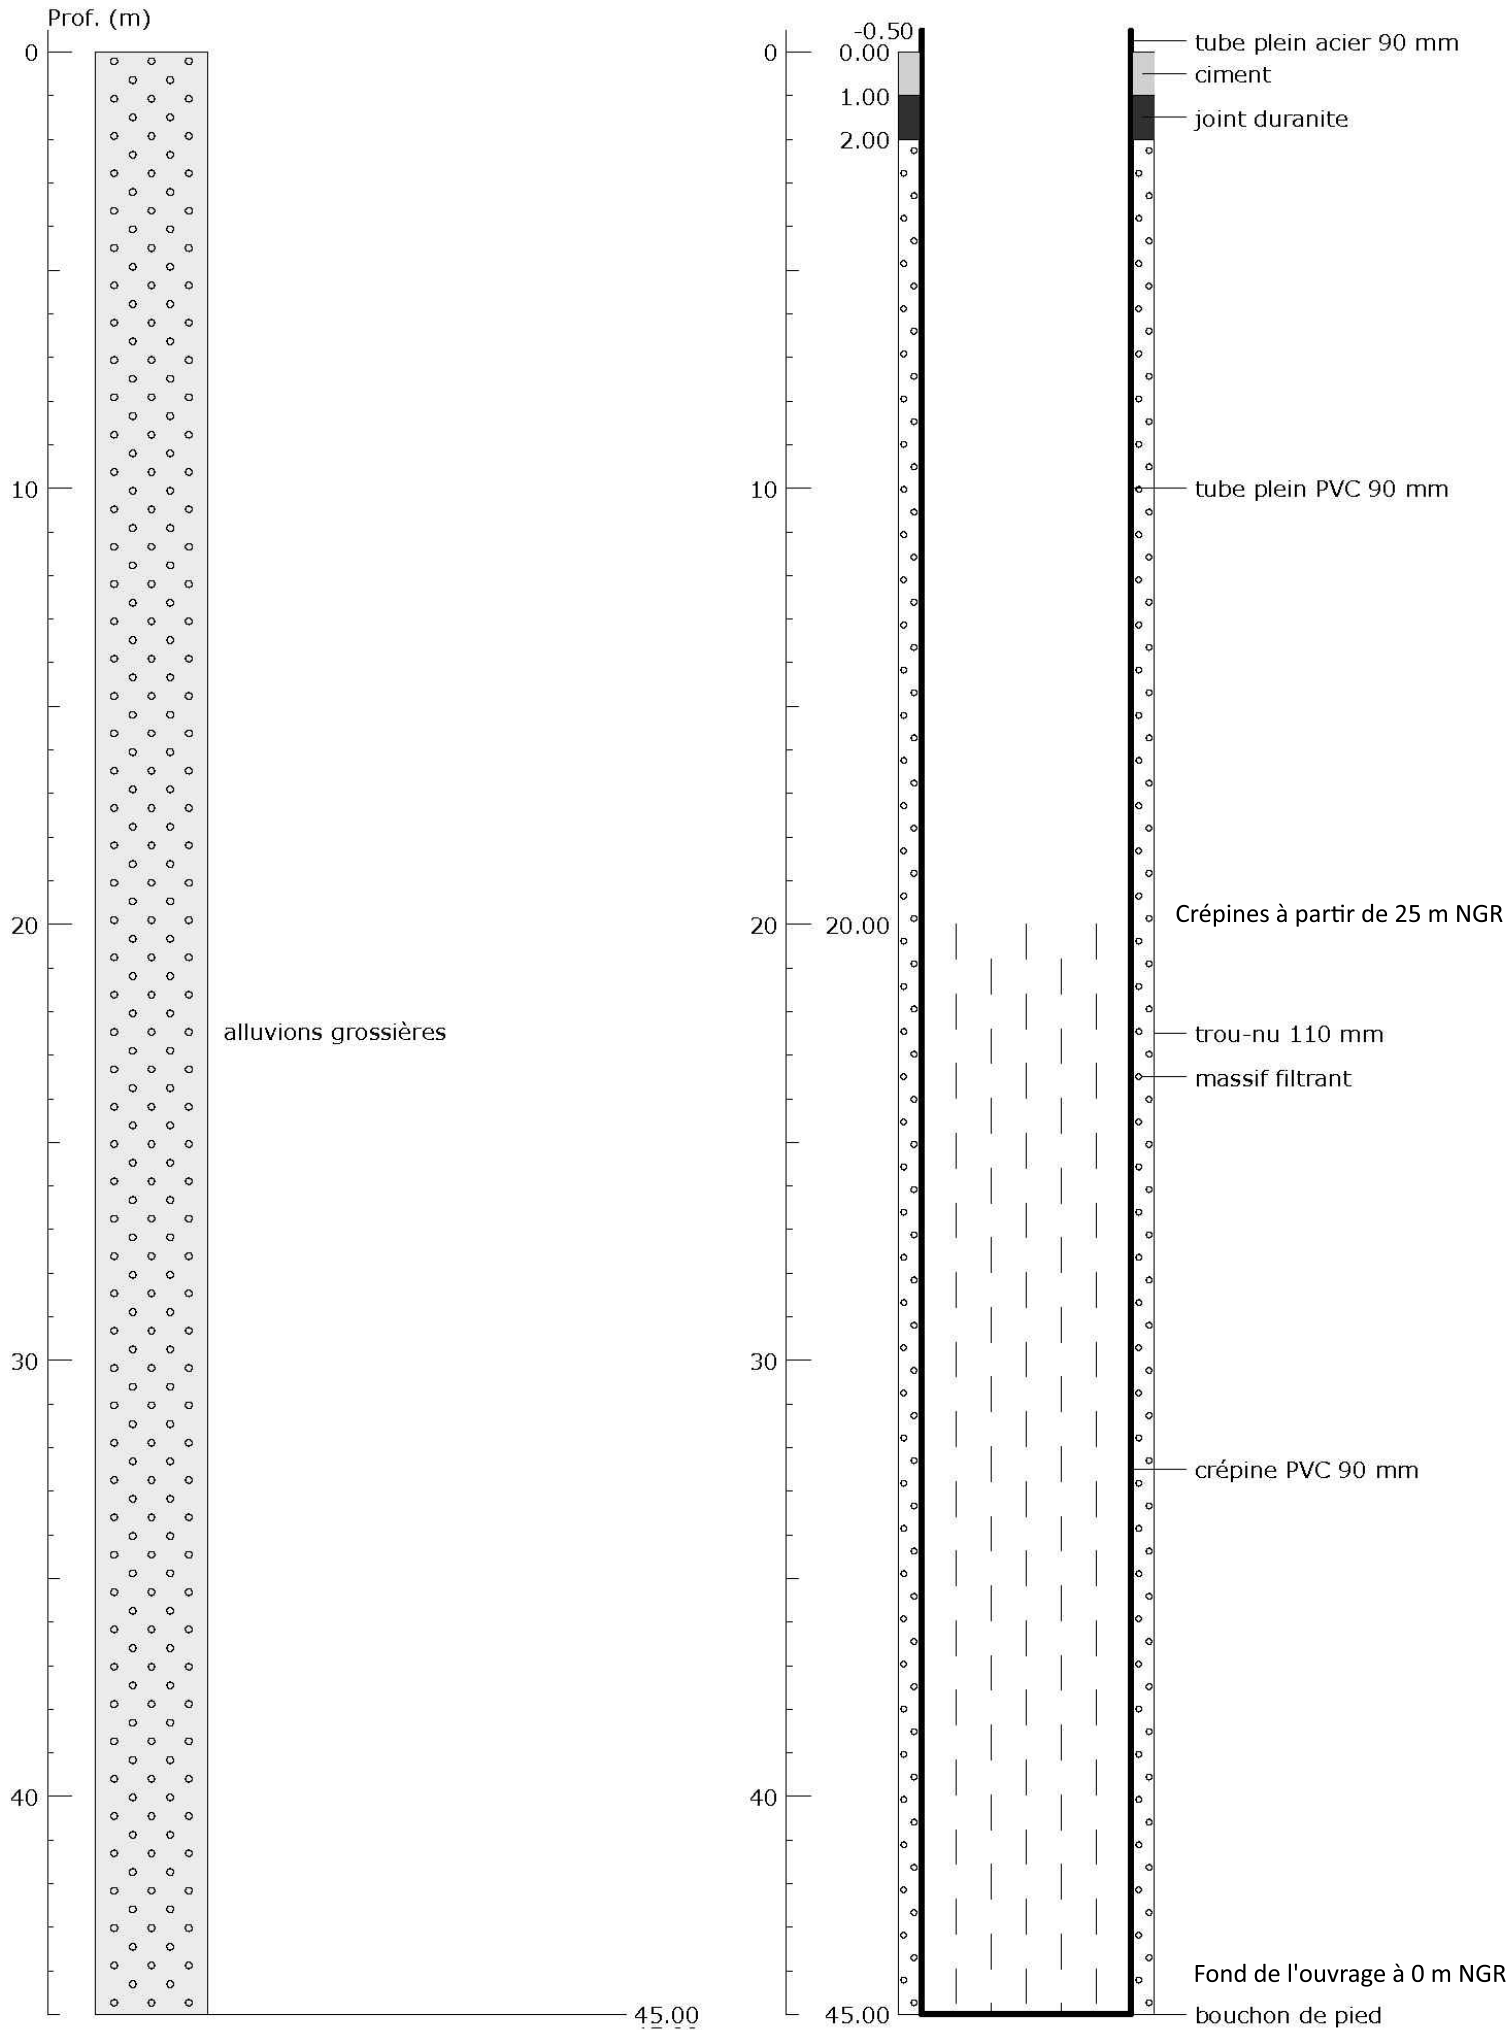 Prof. (m)
0
10
20
30
40
alluvions grossières
45.00
0
10
20
30
40
-0.50
0.00
1.00
2.00
20.00
45.00
tube plein acier 90 mm
ciment
joint duranite
tube plein PVC 90 mm
Crépines à partir de 25 m NGR
trou-nu 110 mm
massif filtrant
crépine PVC 90 mm
Fond de l'ouvrage à 0 m NGR
bouchon de pied